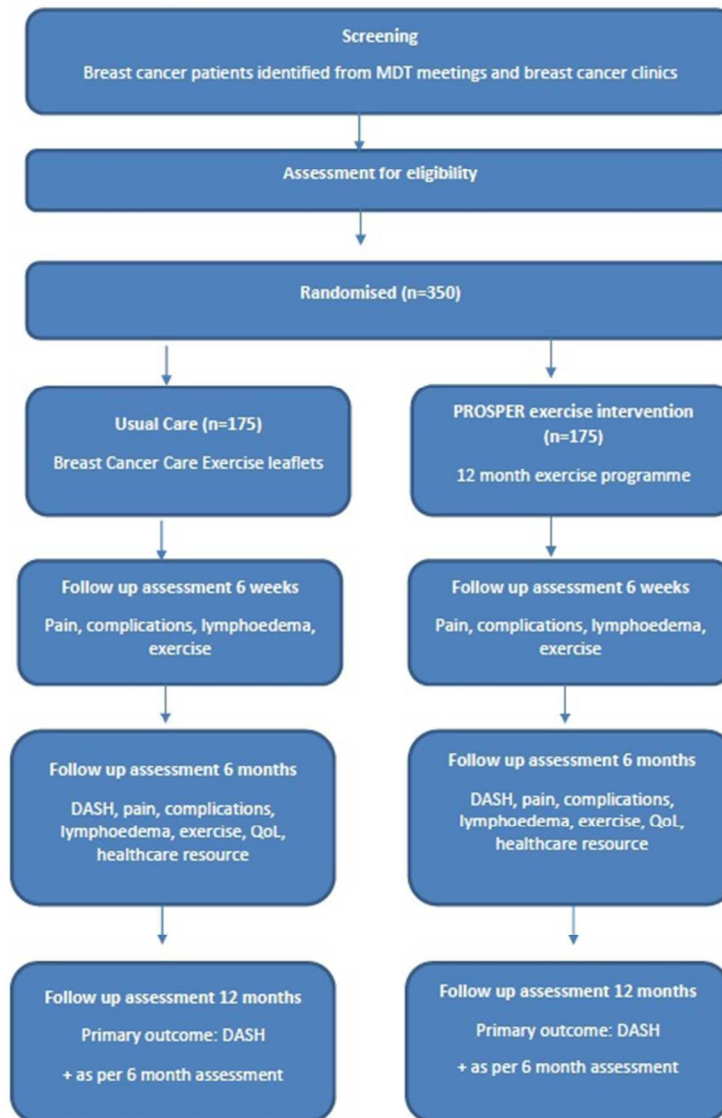 Screening
Breast cancer patients identified from MDT meetings and breast cancer clinics
Assessment for eligibility
Randomised (n=350)
Usual Care (n=175)
Breast Cancer Care Exercise leaflets
PROSPER exercise intervention
(n=175)
12 month exercise programme
Follow up assessment 6 weeks
Pain, complications, lymphoedema,
exercise
Follow up assessment 6 weeks
Pain, complications, lymphoedema,
exercise
Follow up assessment 6 months
DASH, pain, complications,
lymphoedema, exercise, QoL,
healthcare resource
Follow up assessment 6 months
DASH, pain, complications,
lymphoedema, exercise, QoL,
healthcare resource
Follow up assessment 12 months
Primary outcome: DASH
+ as per 6 month assessment
Follow up assessment 12 months
Primary outcome: DASH
+ as per 6 month assessment